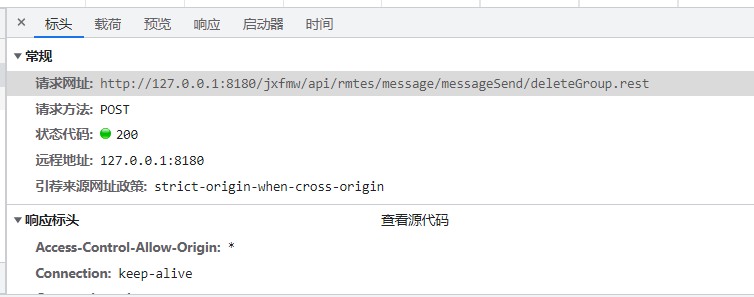 × 标头 载荷 预览 响应 启动器 时间
▼常规
请求网址: http://127.0.0.1:8180/jxfmw/api/rmtes/message/messageSend/deleteGroup.rest
请求方法: POST
状态代码: 200
远程地址: 127.0.0.1:8180
引荐来源网址政策: strict-origin-when-cross-origin
▼响应标头 查看源代码
Access-Control-Allow-Origin: *
Connection: keep-alive